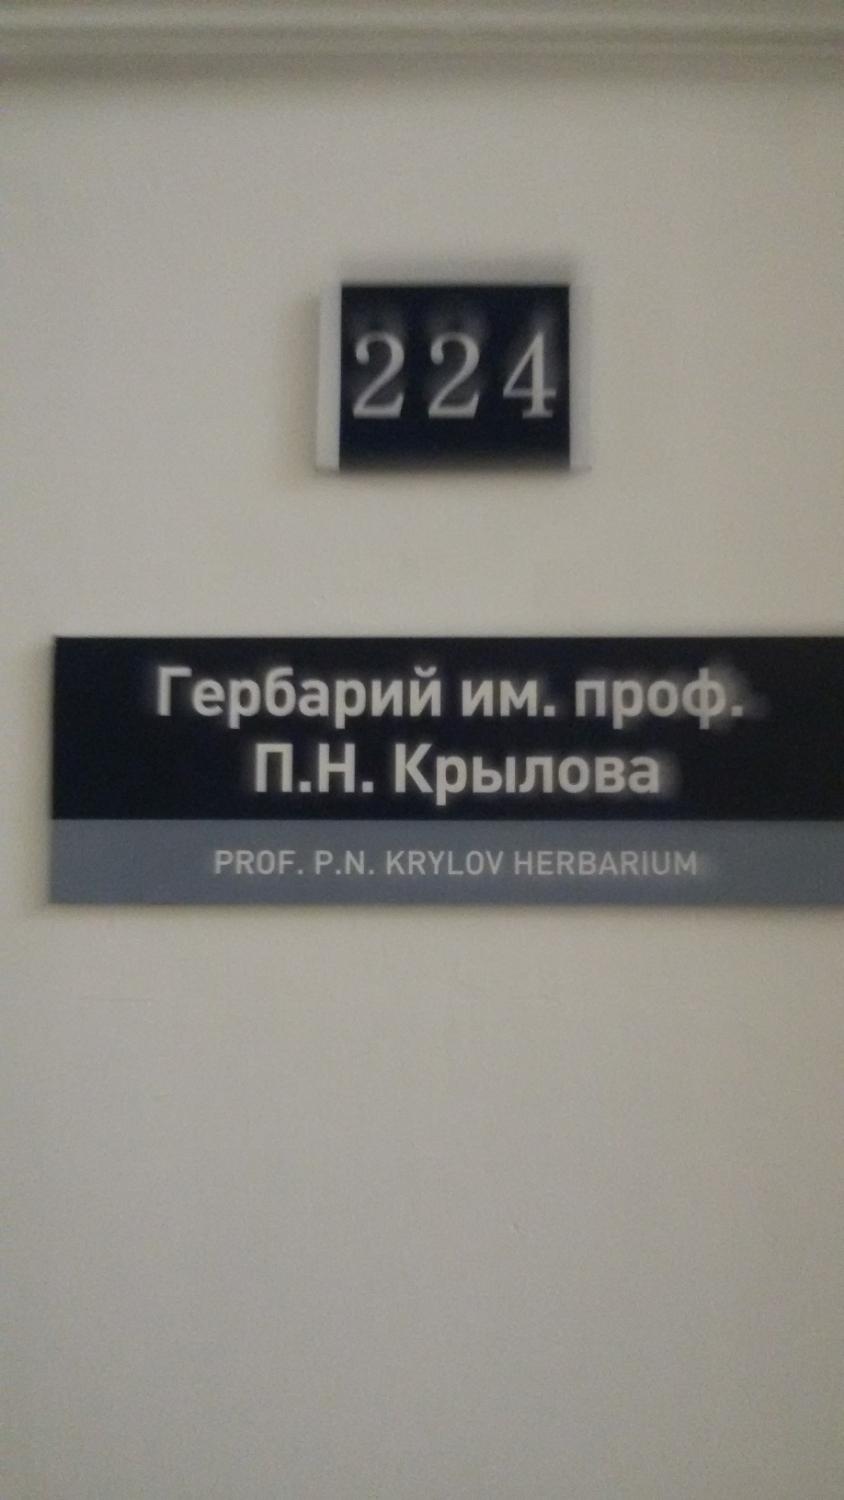 224
Гербарий им. проф.
П.Н. Крылова
PROF. P.N. KRYLOV HERBARIUM